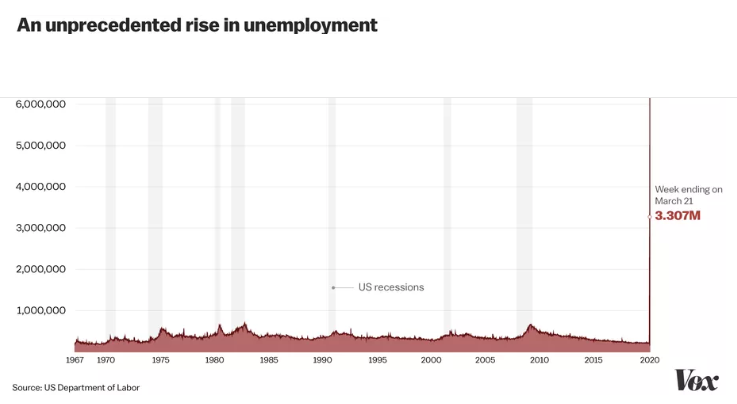 An unprecedented rise in unemployment
6,000,000
5,000,000
4,000,000
Week ending on
March 21
3.307M
3,000,000
2,000,000
US recessions
1,000,000
1967 1970 1975 1980 1985 1990 1995 2000 2005 2010 2015 2020
Source: US Department of Labor
Vox